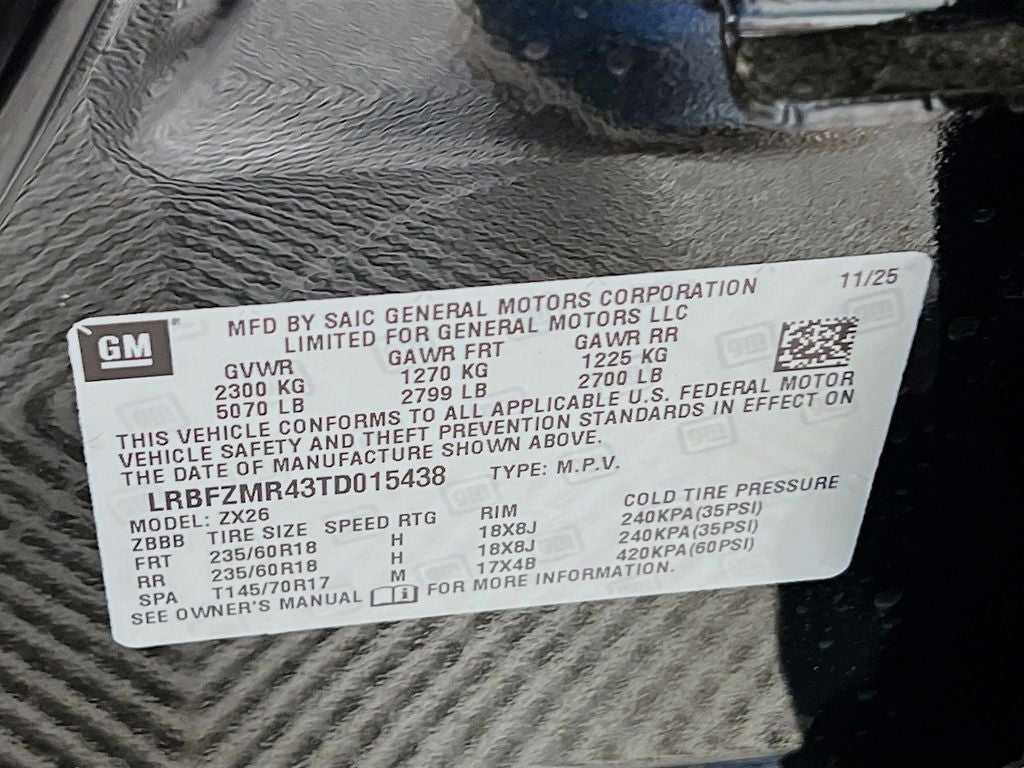 GM
MFD BY SAIC GENERAL MOTORS CORPORATION 11/25
LIMITED FOR GENERAL MOTORS LLC
GVWR GAWR FRT GAWR RR
2300 KG 1270 KG 1225 KG
5070 LB 2799 LB 2700 LB
THIS VEHICLE CONFORMS TO ALL APPLICABLE U.S. FEDERAL MOTOR
VEHICLE SAFETY AND THEFT PREVENTION STANDARDS IN EFFECT ON
THE DATE OF MANUFACTURE SHOWN ABOVE.
LRBFZMR43TD015438 TYPE: M.P.V.
MODEL: ZX26
ZBBB TIRE SIZE SPEED RTG RIM COLD TIRE PRESSURE
FRT 235/60R18 H 18X8J 240KPA(35PSI)
RR 235/60R18 H 18X8J 240KPA(35PSI)
SPA T145/70R17 M 17X4B 420KPA(60PSI)
SEE OWNER'S MANUAL FOR MORE INFORMATION.